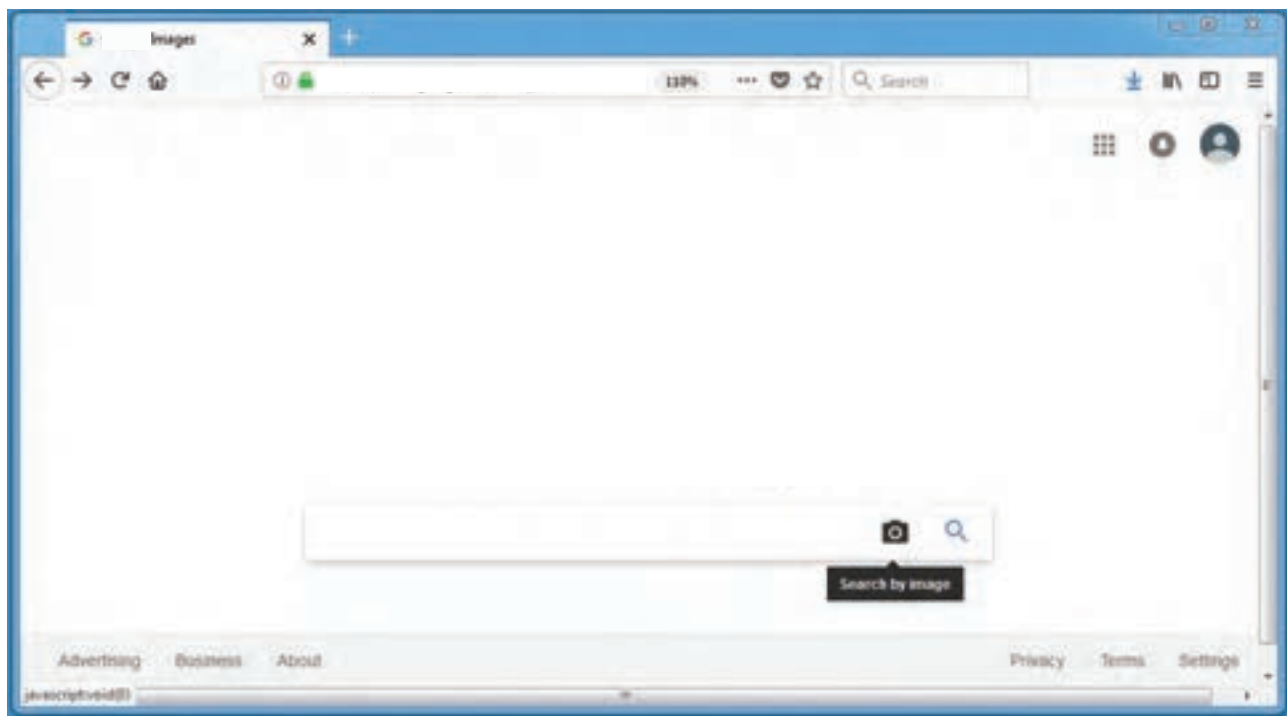 G Images
110% Search
Search by image
Advertising Business About Privacy Terms Settings
javascript:void(0)